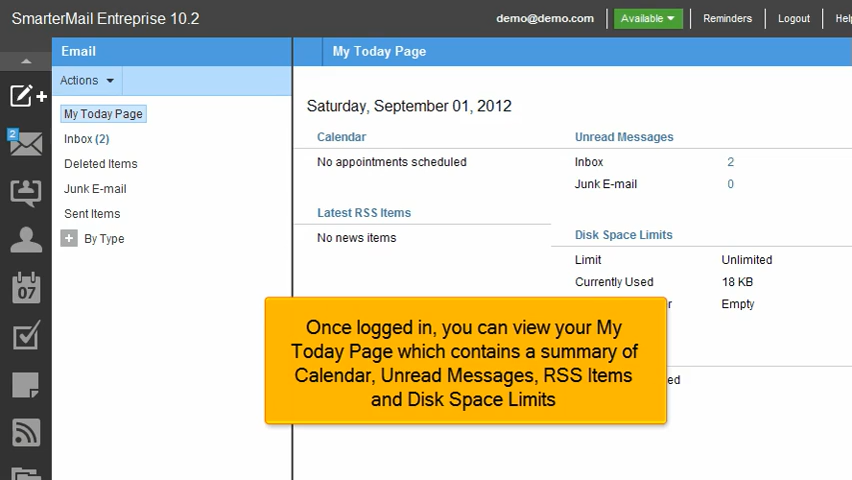 SmarterMail Entreprise 10.2
demo@demo.com
Available
Reminders
Logout
Email
My Today Page
Actions
My Today Page
Inbox (2)
Deleted Items
Junk E-mail
Sent Items
By Type
2
07
Saturday, September 01, 2012
Calendar
No appointments scheduled
Latest RSS Items
No news items
Unread Messages
Inbox 2
Junk E-mail 0
Disk Space Limits
Limit Unlimited
Currently Used 18 KB
Empty
Once logged in, you can view your My
Today Page which contains a summary of
Calendar, Unread Messages, RSS Items
and Disk Space Limits